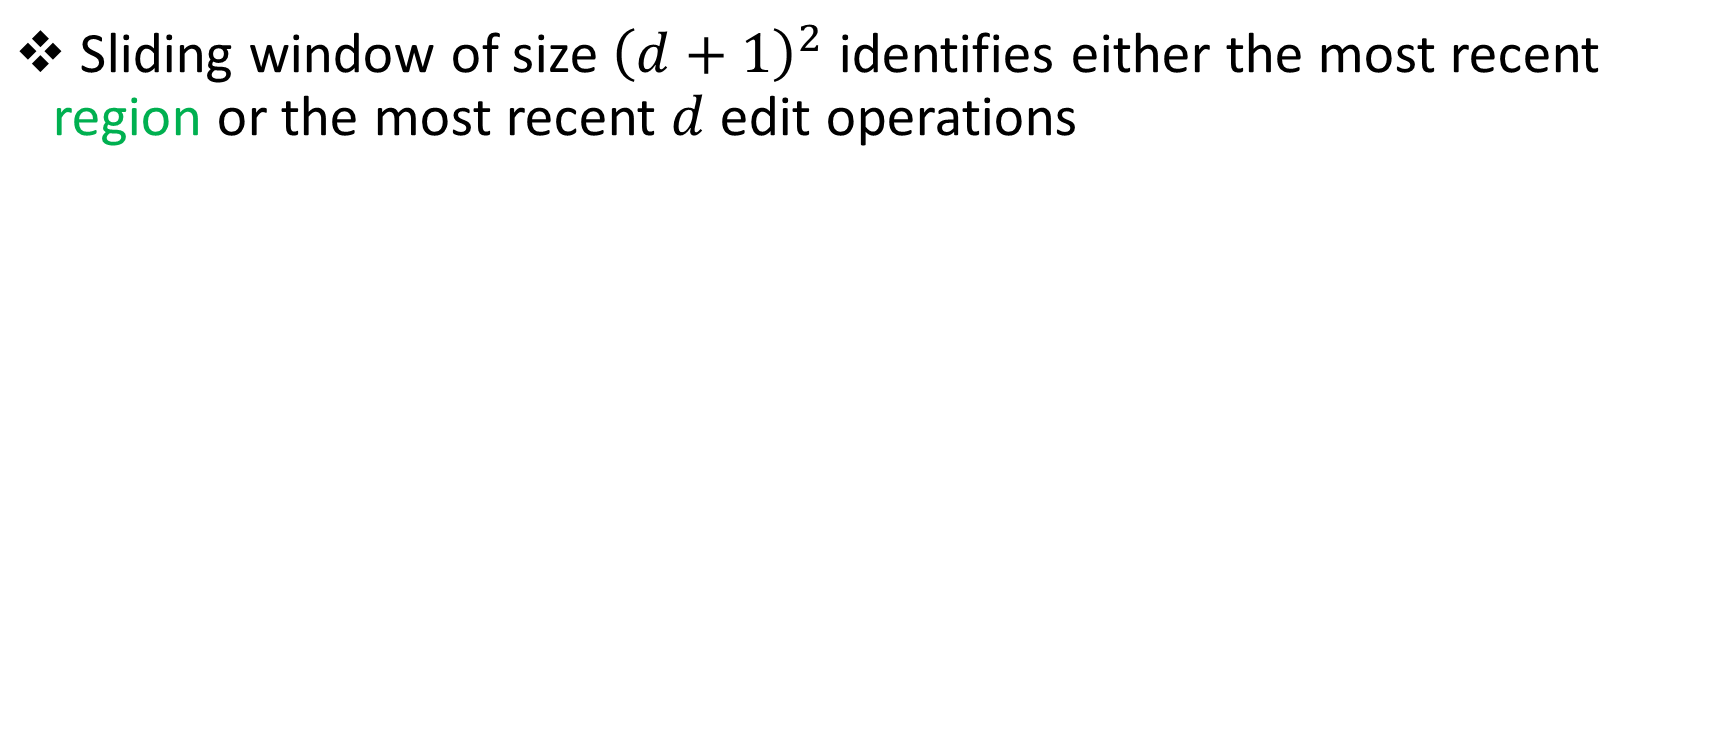 ❖ Sliding window of size (d + 1)² identifies either the most recent
region or the most recent d edit operations